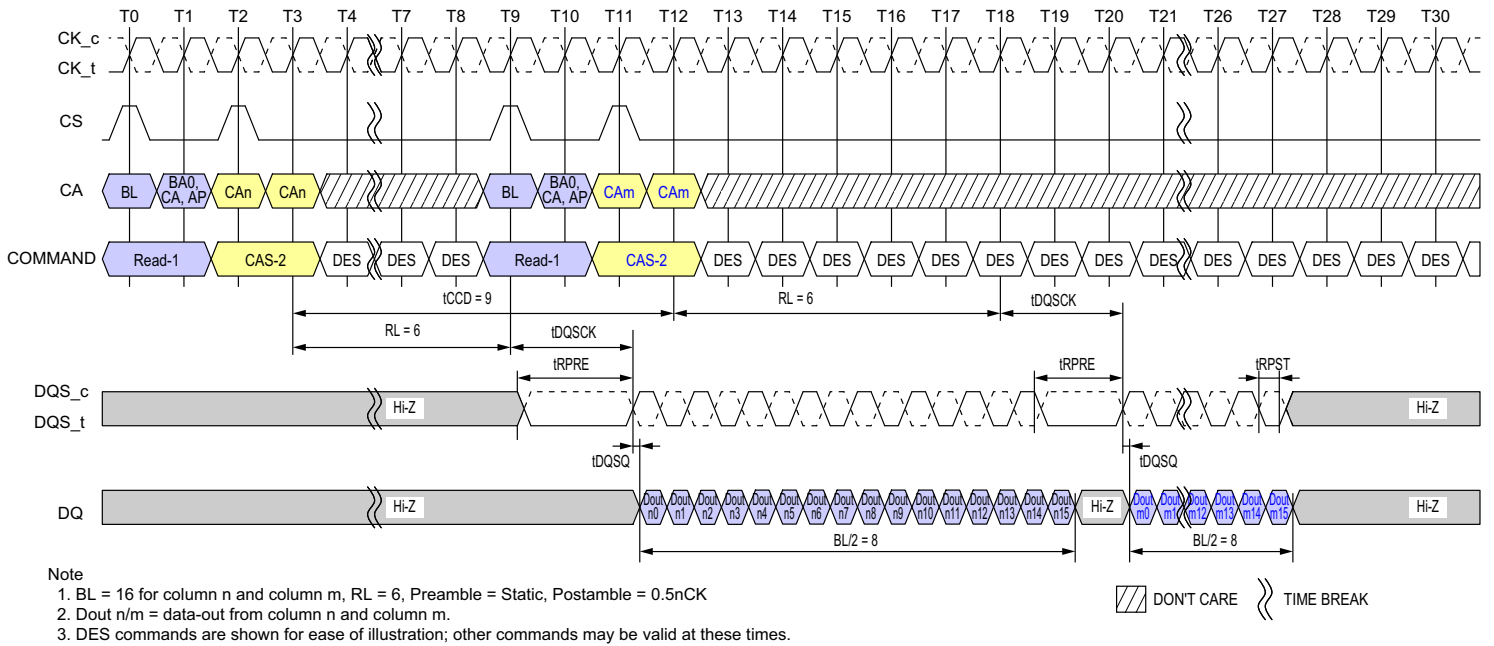 T0 T1 T2 T3 T4 T7 T8 T9 T10 T11 T12 T13 T14 T15 T16 T17 T18 T19 T20 T21 T26 T27 T28 T29 T30
CK_c
CK_t
CS
CA BL BA0, CA, AP CAn CAn BL BA0, CA, AP CAm CAm
COMMAND Read-1 CAS-2 DES DES DES Read-1 CAS-2 DES DES DES DES DES DES DES DES DES DES DES DES DES DES
tCCD = 9 RL = 6 tDQSCK
RL = 6 tDQSCK
tRPRE tRPRE tRPST
DQS_c
DQS_t
Hi-Z Hi-Z
tDQSQ tDQSQ
DQ Hi-Z Dout n0 Dout n1 Dout n2 Dout n3 Dout n4 Dout n5 Dout n6 Dout n7 Dout n8 Dout n9 Dout n10 Dout n11 Dout n12 Dout n13 Dout n14 Dout n15 Hi-Z Dout m0 Dout m1 Dout m12 Dout m13 Dout m14 Dout m15 Hi-Z
BL/2 = 8 BL/2 = 8
Note
1. BL = 16 for column n and column m, RL = 6, Preamble = Static, Postamble = 0.5nCK
2. Dout n/m = data-out from column n and column m.
3. DES commands are shown for ease of illustration; other commands may be valid at these times.
DON'T CARE TIME BREAK